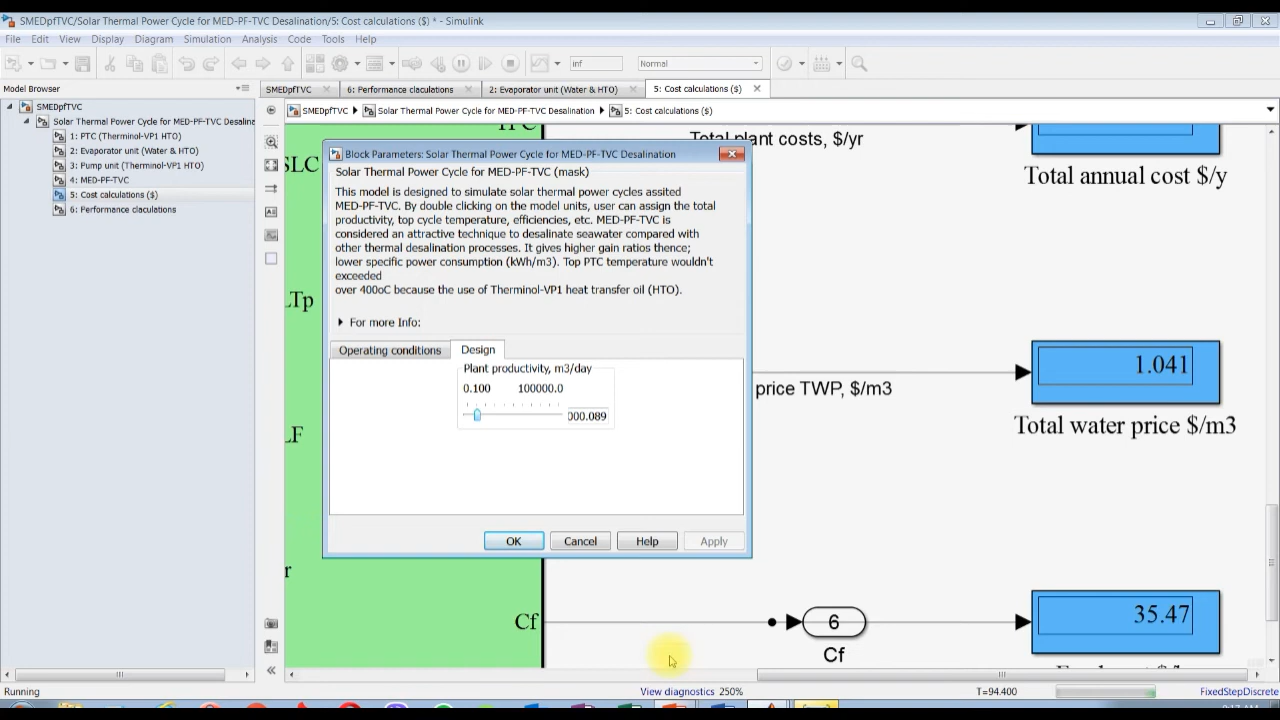 SMEDpfTVC/Solar Thermal Power Cycle for MED-PF-TVC Desalination/5: Cost calculations ($) * - Simulink
File Edit View Display Diagram Simulation Analysis Code Tools Help
inf Normal
Model Browser
SMEDpfTVC 6: Performance claculations 2: Evaporator unit (Water & HTO) 5: Cost calculations ($)
SMEDpfTVC
Solar Thermal Power Cycle for MED-PF-TVC Desalina
1: PTC (Therminol-VP1 HTO)
2: Evaporator unit (Water & HTO)
3: Pump unit (Therminol-VP1 HTO)
4: MED-PF-TVC
5: Cost calculations ($)
6: Performance claculations
SMEDpfTVC Solar Thermal Power Cycle for MED-PF-TVC Desalination 5: Cost calculations ($)
Total plant costs, $/yr
Total annual cost $/y
SLC
LTp
LF
r
Block Parameters: Solar Thermal Power Cycle for MED-PF-TVC Desalination
Solar Thermal Power Cycle for MED-PF-TVC (mask)
This model is designed to simulate solar thermal power cycles assited
MED-PF-TVC. By double clicking on the model units, user can assign the total
productivity, top cycle temperature, efficiencies, etc. MED-PF-TVC is
considered an attractive technique to desalinate seawater compared with
other thermal desalination processes. It gives higher gain ratios thence;
lower specific power consumption (kWh/m3). Top PTC temperature wouldn't
exceeded
over 400oC because the use of Therminol-VP1 heat transfer oil (HTO).
For more Info:
Operating conditions Design
Plant productivity, m3/day
0.100 100000.0
000.089
OK Cancel Help Apply
price TWP, $/m3
1.041
Total water price $/m3
Cf
6
Cf
35.47
Running View diagnostics 250% T=94.400 FixedStepDiscrete